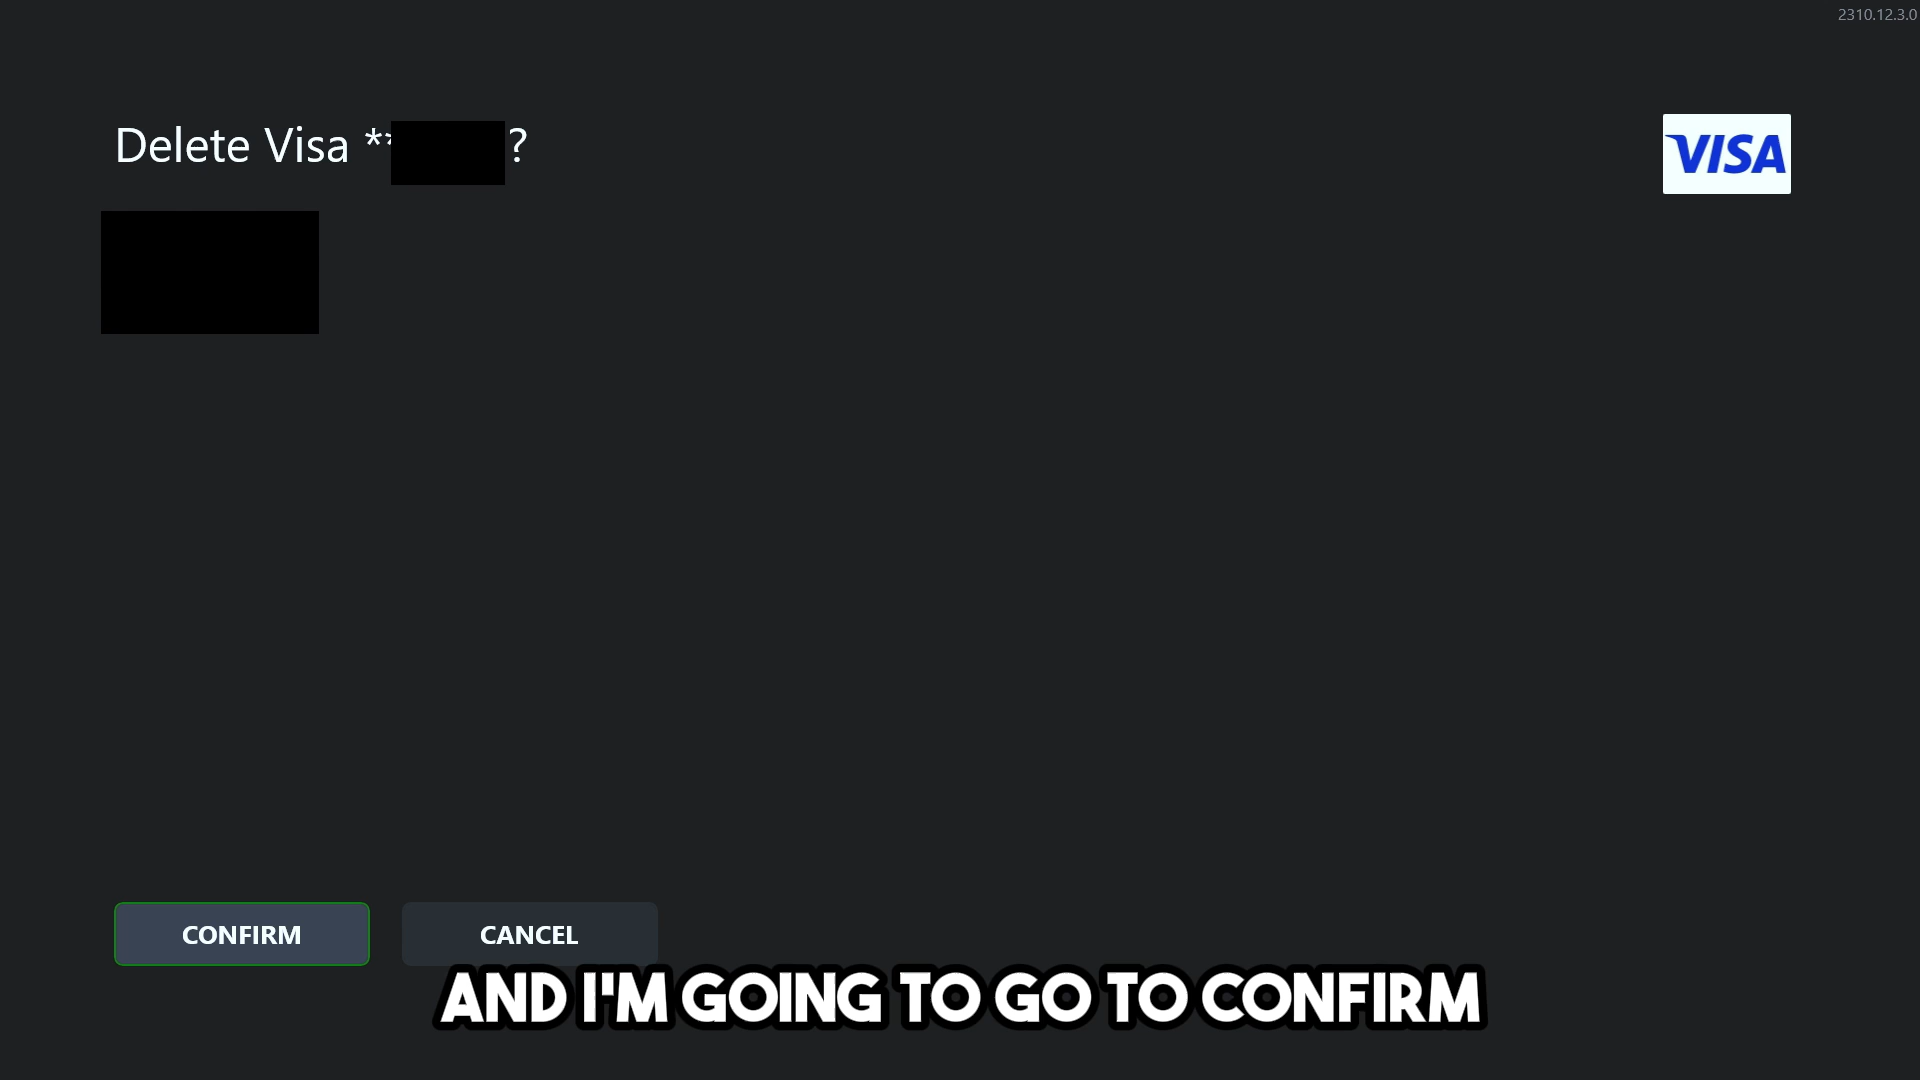 2310.12.3.0
Delete Visa ** ?
VISA
CONFIRM
CANCEL
AND I'M GOING TO GO TO CONFIRM